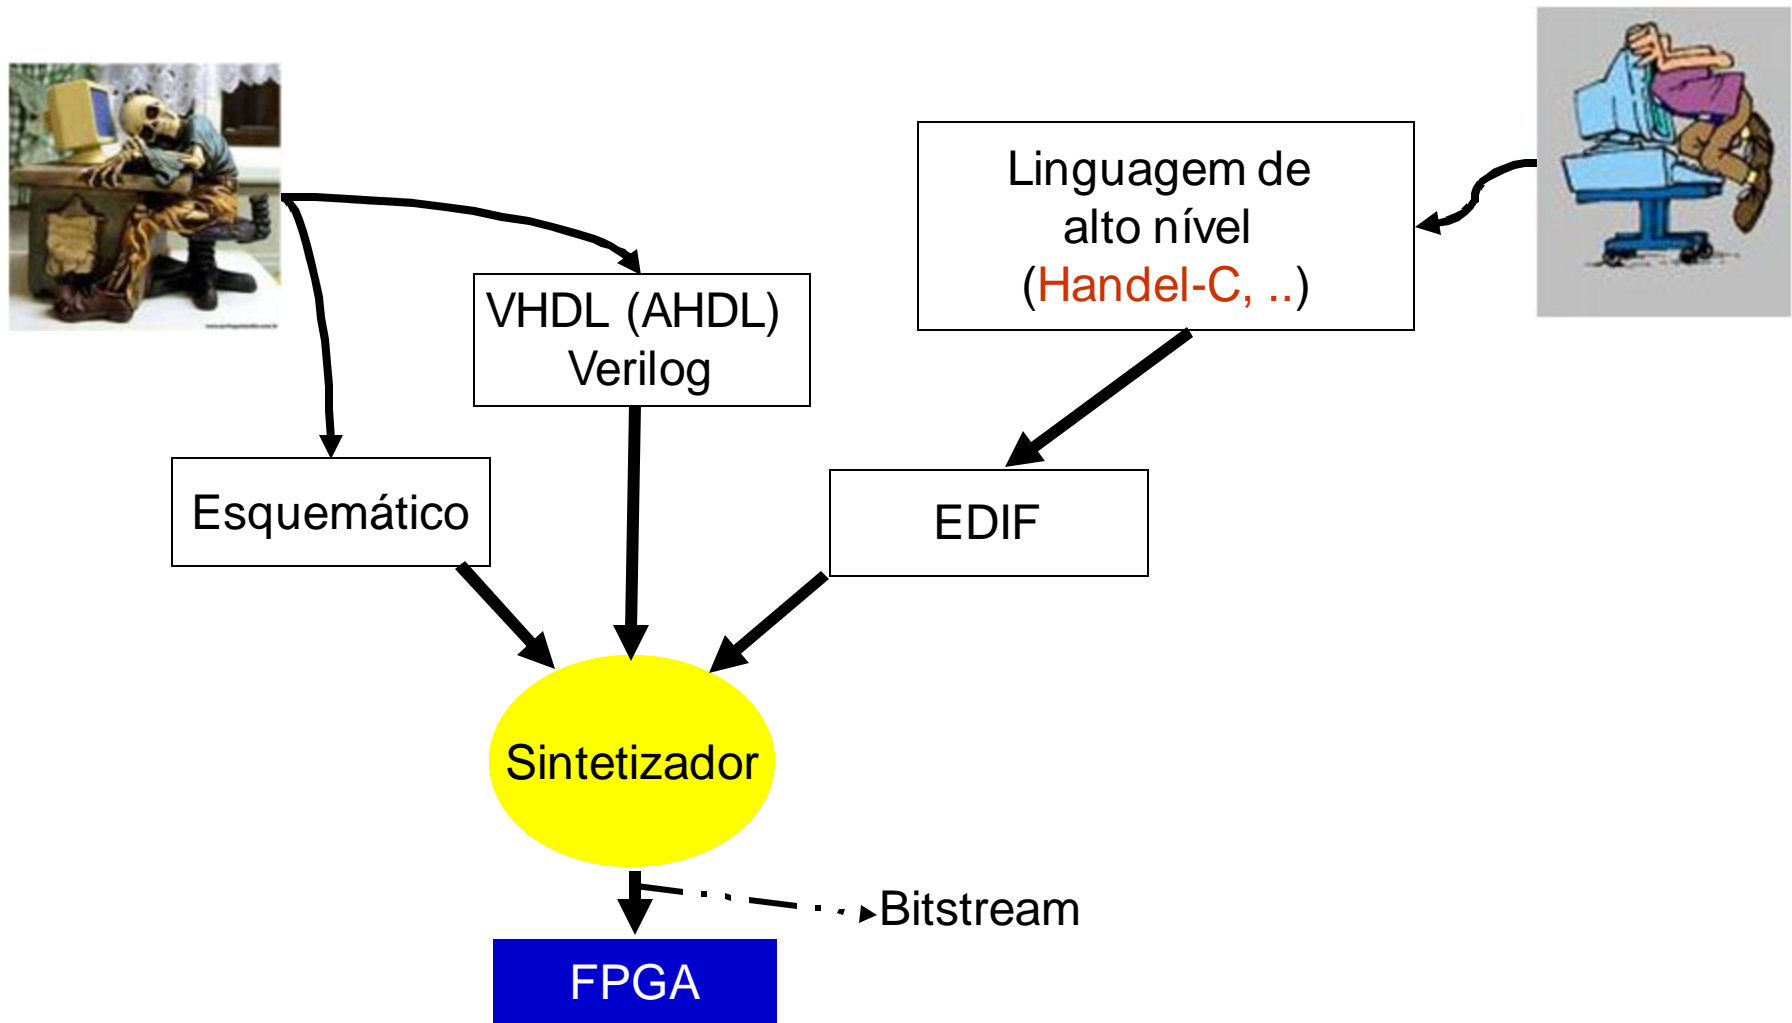 Linguagem de
alto nível
(Handel-C, ..)
VHDL (AHDL)
Verilog
Esquemático
EDIF
Sintetizador
Bitstream
FPGA